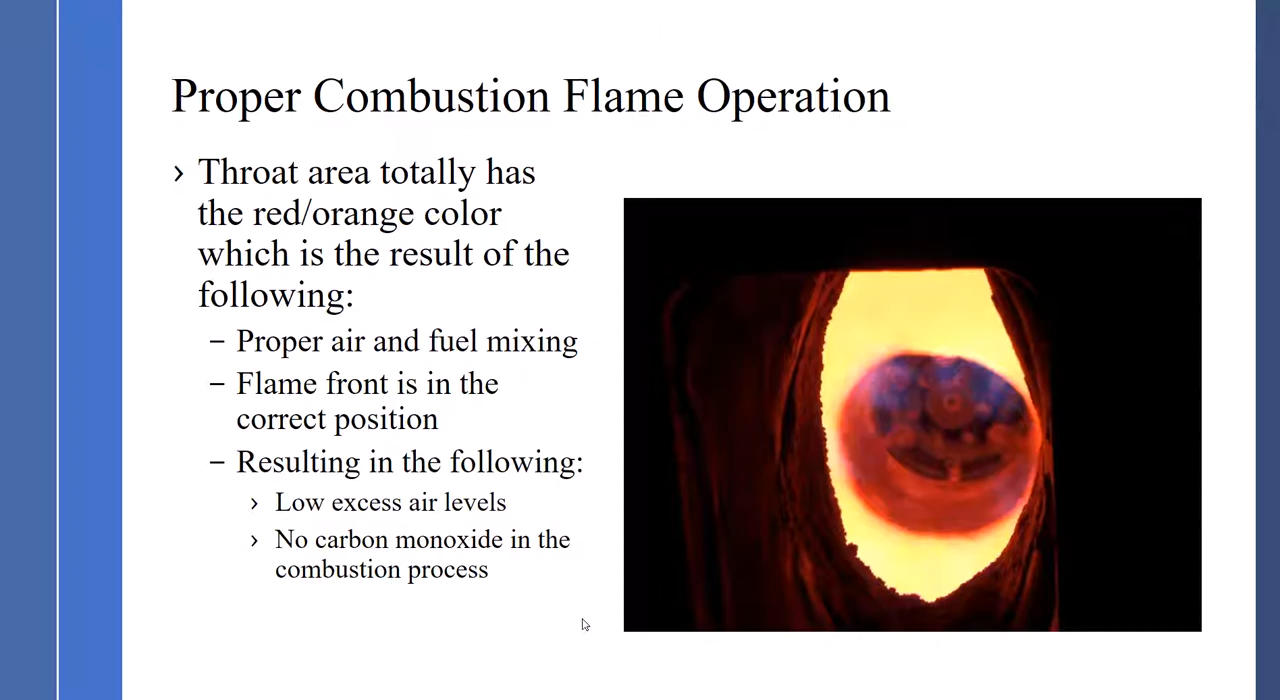 Proper Combustion Flame Operation
› Throat area totally has
the red/orange color
which is the result of the
following:
– Proper air and fuel mixing
– Flame front is in the
correct position
– Resulting in the following:
› Low excess air levels
› No carbon monoxide in the
combustion process